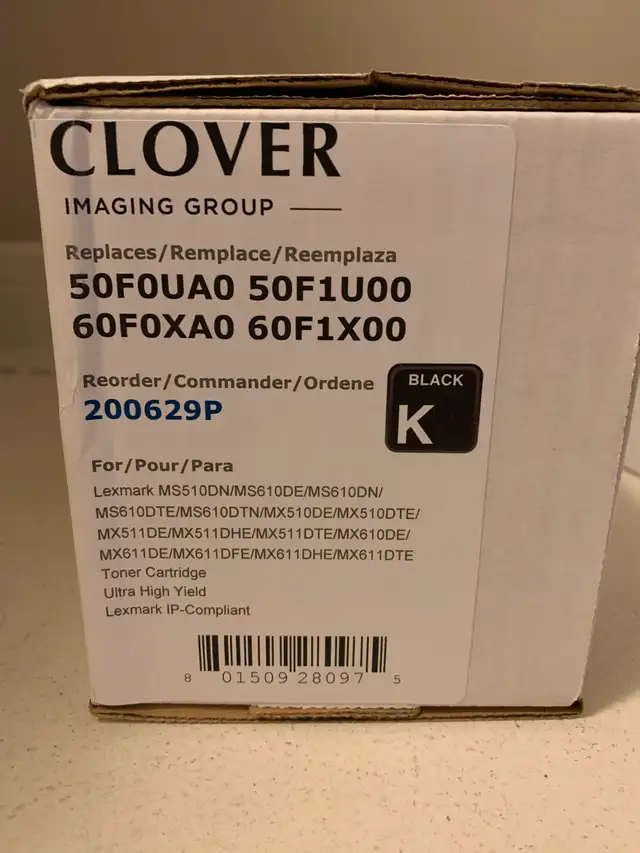 CLOVER
IMAGING GROUP
Replaces/Remplace/Reemplaza
50F0UA0 50F1U00
60F0XA0 60F1X00
Reorder/Commander/Ordene
200629P
BLACK
K
For/Pour/Para
Lexmark MS510DN/MS610DE/MS610DN/
MS610DTE/MS610DTN/MX510DE/MX510DTE/
MX511DE/MX511DHE/MX511DTE/MX610DE/
MX611DE/MX611DFE/MX611DHE/MX611DTE
Toner Cartridge
Ultra High Yield
Lexmark IP-Compliant
8 01509 28097 5